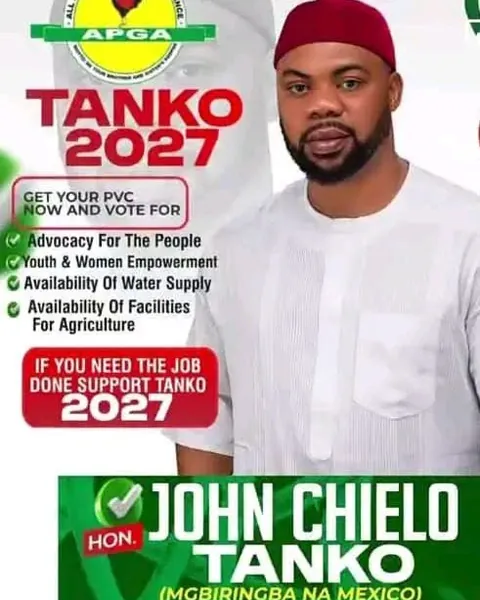 ALL
NCE
APGA
TANKO
2027
GET YOUR PVC
NOW AND VOTE FOR
Advocacy For The People
Youth & Women Empowerment
Availability Of Water Supply
Availability Of Facilities
For Agriculture
IF YOU NEED THE JOB
DONE SUPPORT TANKO
2027
HON.
JOHN CHIELO
TANKO
(MGBIRINGBA NA MEXICO)